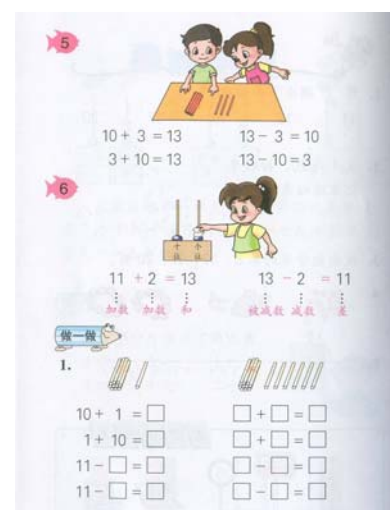 5
10 + 3 = 13 13 - 3 = 10
3 + 10 = 13 13 - 10 = 3
6
十位 个位
11 + 2 = 13 13 - 2 = 11
加数 加数 和 被减数 减数 差
做一做
1.
10 + 1 = □ □ + □ = □
1 + 10 = □ □ + □ = □
11 - □ = □ □ - □ = □
11 - □ = □ □ - □ = □